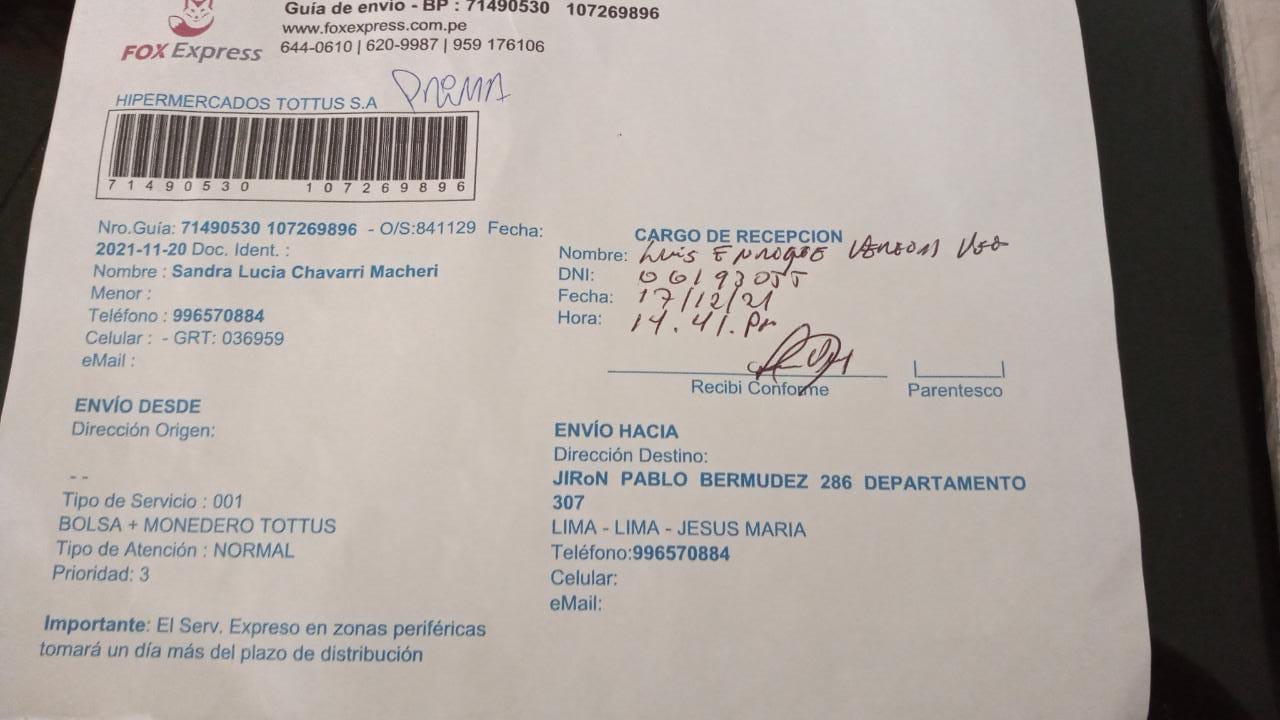 Guía de envio - BP : 71490530 107269896
www.foxexpress.com.pe
644-0610 | 620-9987 | 959 176106
FOX Express
HIPERMERCADOS TOTTUS S.A
71490530 107269896
Nro.Guía: 71490530 107269896 - O/S:841129 Fecha:
2021-11-20 Doc. Ident. :
Nombre : Sandra Lucia Chavarri Macheri
Menor :
Teléfono : 996570884
Celular : - GRT: 036959
eMail :
CARGO DE RECEPCION
Nombre: Luis Enrique
DNI: 06193055
Fecha: 17/12/21
Hora: 14.41.Pm
Recibi Conforme
Parentesco
ENVÍO DESDE
Dirección Origen:
- -
Tipo de Servicio : 001
BOLSA + MONEDERO TOTTUS
Tipo de Atención : NORMAL
Prioridad: 3
ENVÍO HACIA
Dirección Destino:
JIRoN PABLO BERMUDEZ 286 DEPARTAMENTO
307
LIMA - LIMA - JESUS MARIA
Teléfono:996570884
Celular:
eMail:
Importante: El Serv. Expreso en zonas periféricas
tomará un día más del plazo de distribución